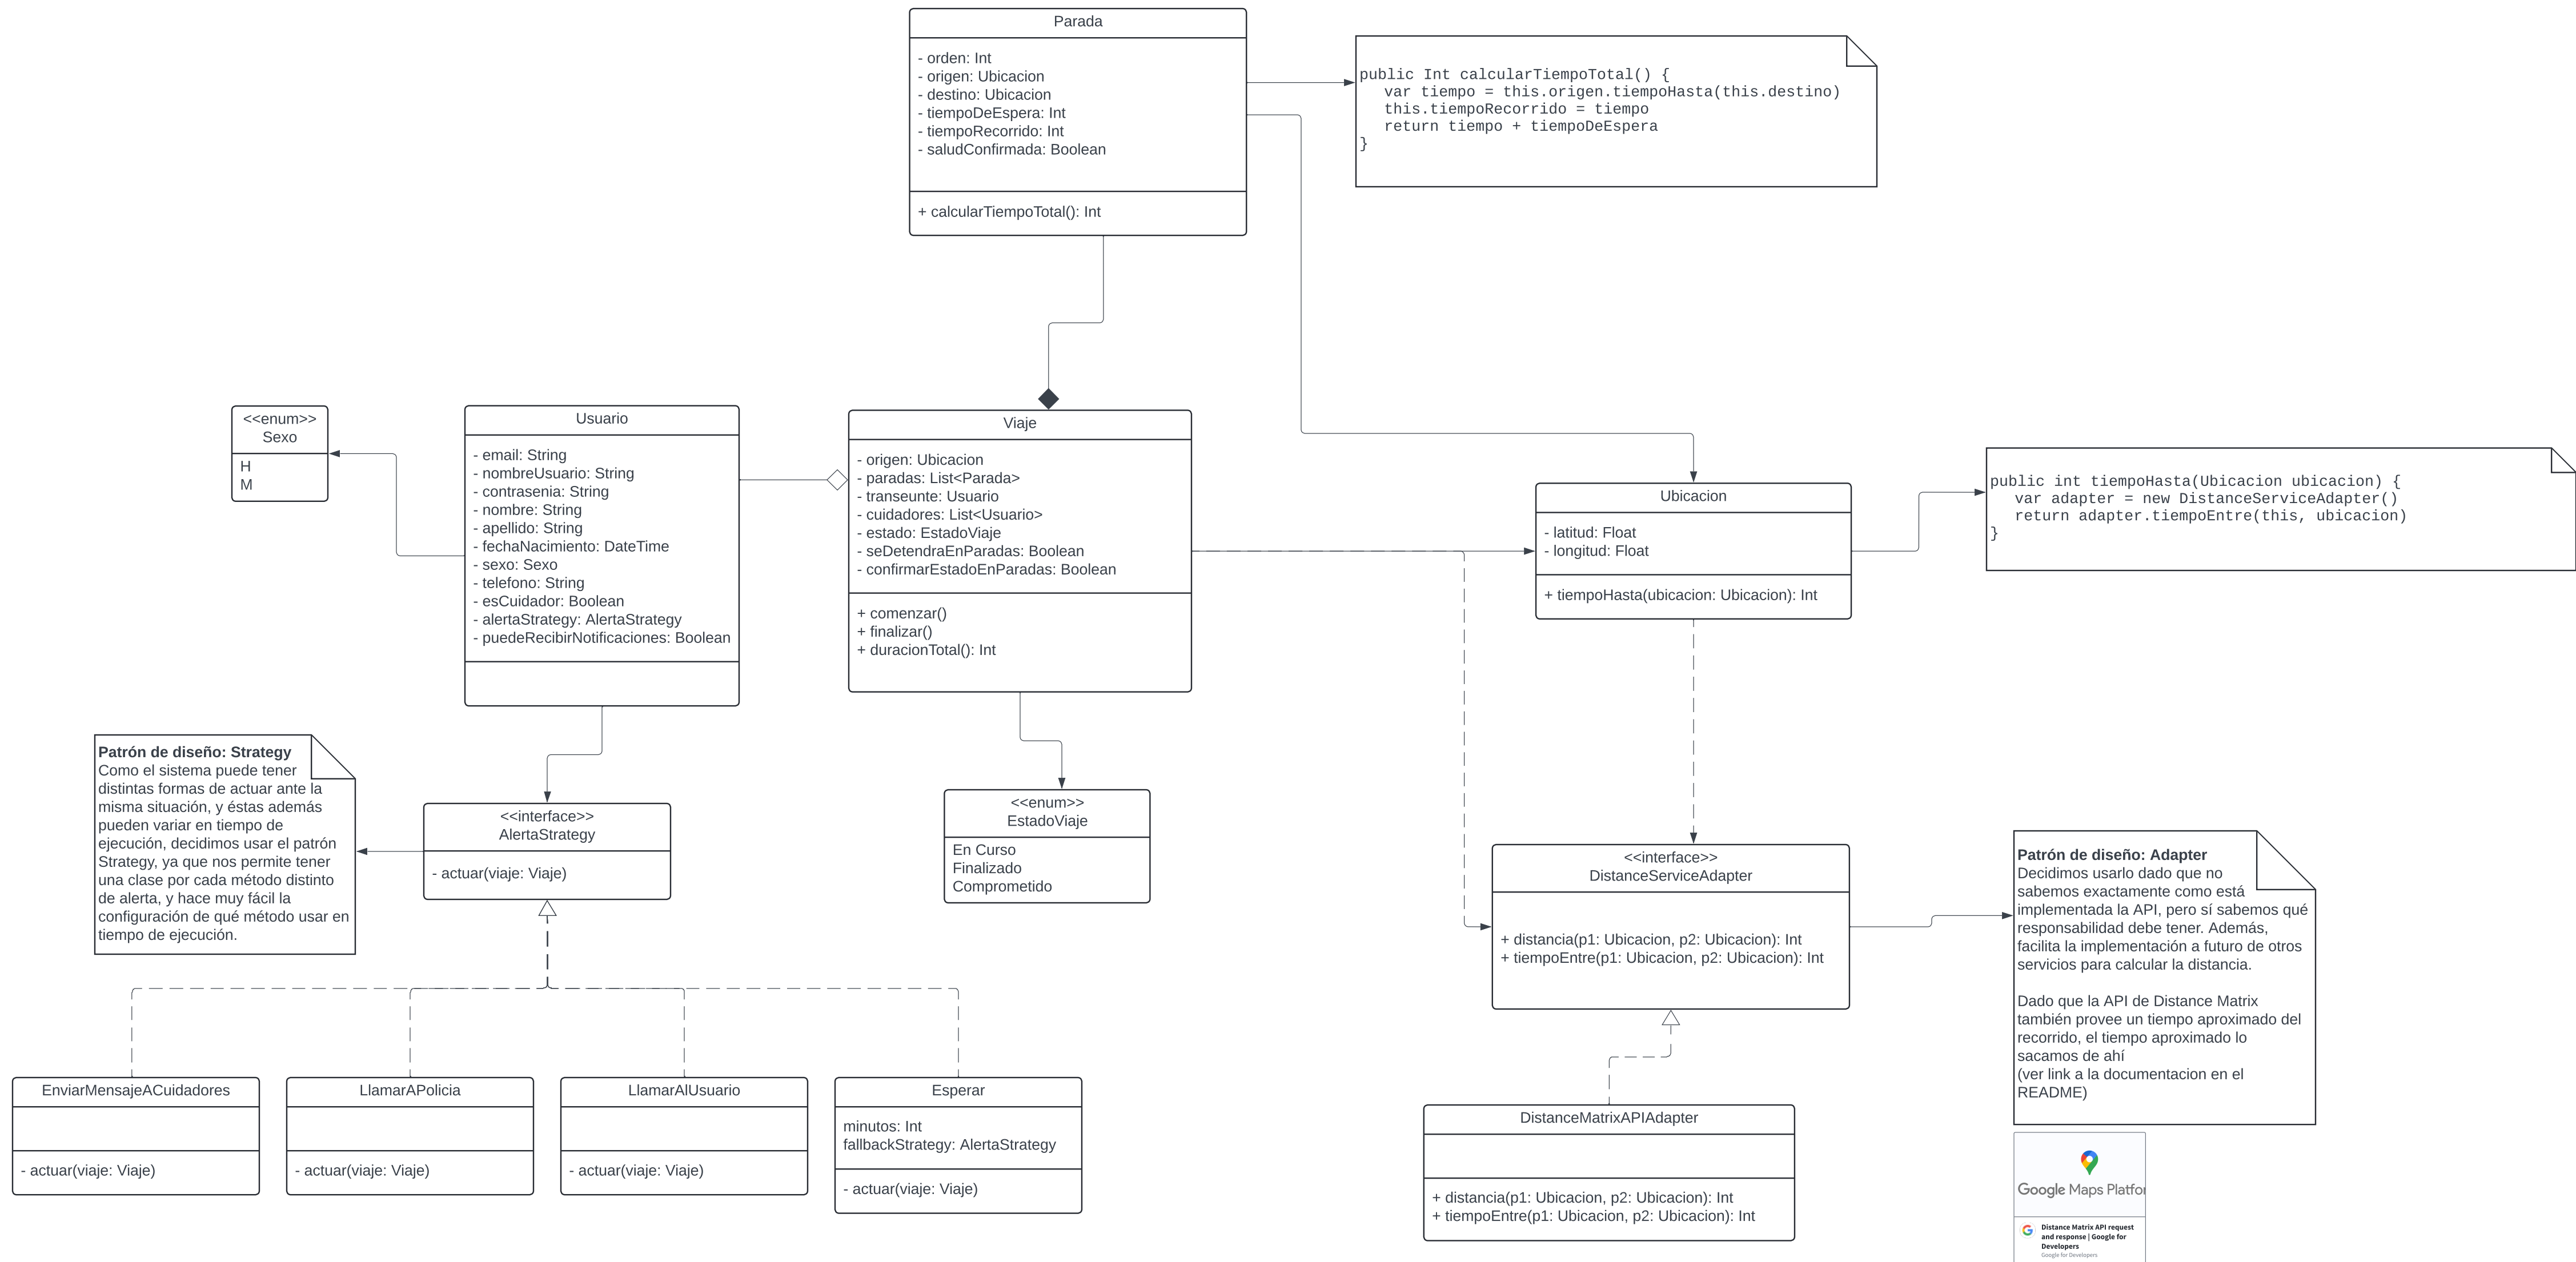 Parada
- orden: Int
- origen: Ubicacion
- destino: Ubicacion
- tiempoDeEspera: Int
- tiempoRecorrido: Int
- saludConfirmada: Boolean
+ calcularTiempoTotal(): Int
public Int calcularTiempoTotal() {
var tiempo = this.origen.tiempoHasta(this.destino)
this.tiempoRecorrido = tiempo
return tiempo + tiempoDeEspera
}
<<enum>>
Sexo
H
M
Usuario
- email: String
- nombreUsuario: String
- contrasenia: String
- nombre: String
- apellido: String
- fechaNacimiento: DateTime
- sexo: Sexo
- telefono: String
- esCuidador: Boolean
- alertaStrategy: AlertaStrategy
- puedeRecibirNotificaciones: Boolean
Viaje
- origen: Ubicacion
- paradas: List<Parada>
- transeunte: Usuario
- cuidadores: List<Usuario>
- estado: EstadoViaje
- seDetendraEnParadas: Boolean
- confirmarEstadoEnParadas: Boolean
+ comenzar()
+ finalizar()
+ duracionTotal(): Int
Ubicacion
- latitud: Float
- longitud: Float
+ tiempoHasta(ubicacion: Ubicacion): Int
public int tiempoHasta(Ubicacion ubicacion) {
var adapter = new DistanceServiceAdapter()
return adapter.tiempoEntre(this, ubicacion)
}
Patrón de diseño: Strategy
Como el sistema puede tener
distintas formas de actuar ante la
misma situación, y éstas además
pueden variar en tiempo de
ejecución, decidimos usar el patrón
Strategy, ya que nos permite tener
una clase por cada método distinto
de alerta, y hace muy fácil la
configuración de qué método usar en
tiempo de ejecución.
<<interface>>
AlertaStrategy
- actuar(viaje: Viaje)
<<enum>>
EstadoViaje
En Curso
Finalizado
Comprometido
<<interface>>
DistanceServiceAdapter
+ distancia(p1: Ubicacion, p2: Ubicacion): Int
+ tiempoEntre(p1: Ubicacion, p2: Ubicacion): Int
Patrón de diseño: Adapter
Decidimos usarlo dado que no
sabemos exactamente como está
implementada la API, pero sí sabemos qué
responsabilidad debe tener. Además,
facilita la implementación a futuro de otros
servicios para calcular la distancia.
Dado que la API de Distance Matrix
también provee un tiempo aproximado del
recorrido, el tiempo aproximado lo
sacamos de ahí
(ver link a la documentacion en el
README)
EnviarMensajeACuidadores
- actuar(viaje: Viaje)
LlamarAPolicia
- actuar(viaje: Viaje)
LlamarAlUsuario
- actuar(viaje: Viaje)
Esperar
minutos: Int
fallbackStrategy: AlertaStrategy
- actuar(viaje: Viaje)
DistanceMatrixAPIAdapter
+ distancia(p1: Ubicacion, p2: Ubicacion): Int
+ tiempoEntre(p1: Ubicacion, p2: Ubicacion): Int
Google Maps Platfor
Distance Matrix API request
and response | Google for
Developers
Google for Developers